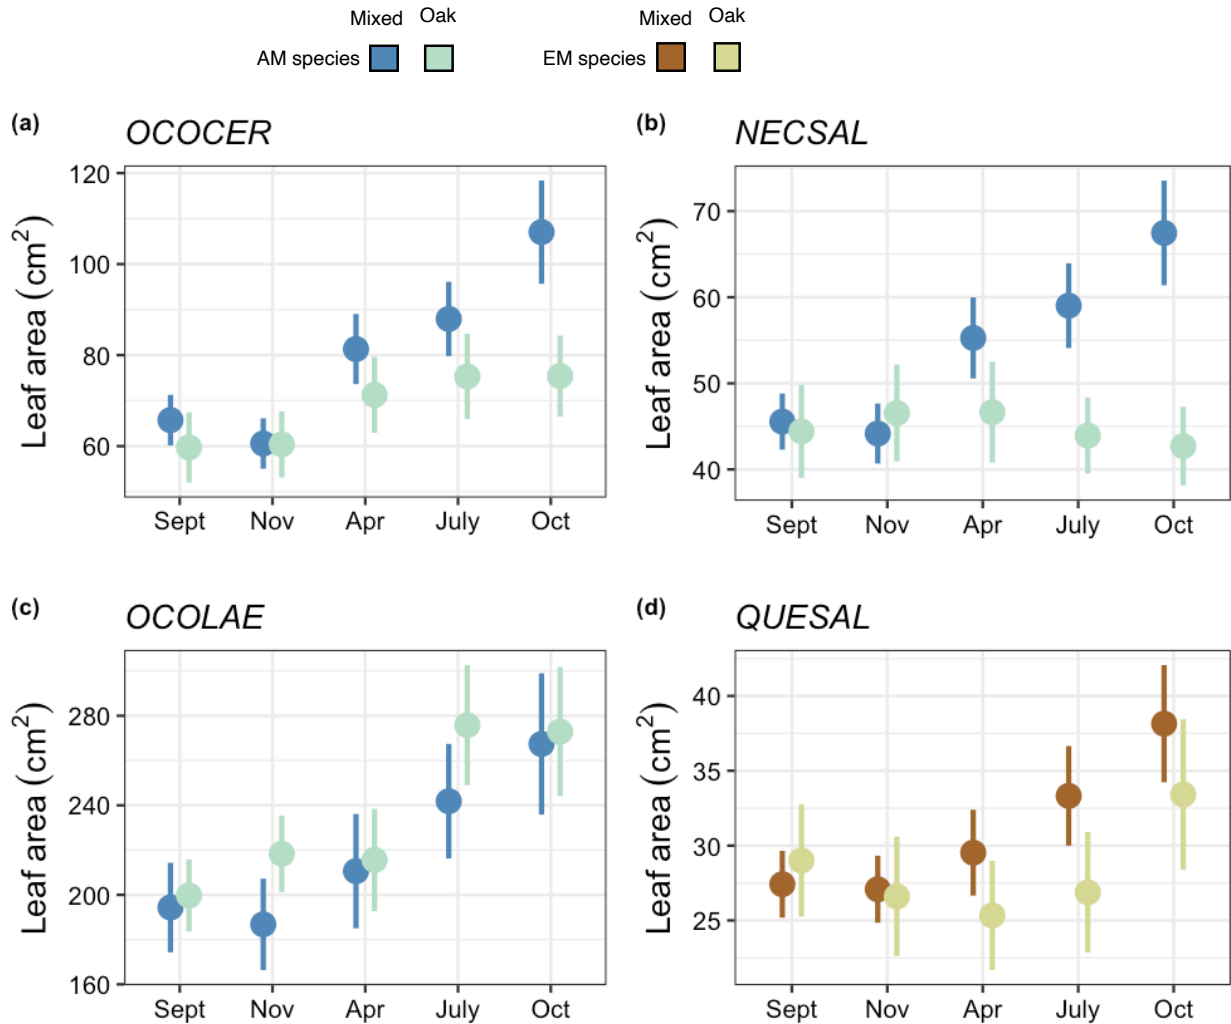 Mixed Oak Mixed Oak
AM species EM species
(a) OCOCER
Leaf area (cm²)
120
100
80
60
Sept Nov Apr July Oct
(b) NECSAL
Leaf area (cm²)
70
60
50
40
Sept Nov Apr July Oct
(c) OCOLAE
Leaf area (cm²)
280
240
200
160
Sept Nov Apr July Oct
(d) QUESAL
Leaf area (cm²)
40
35
30
25
Sept Nov Apr July Oct